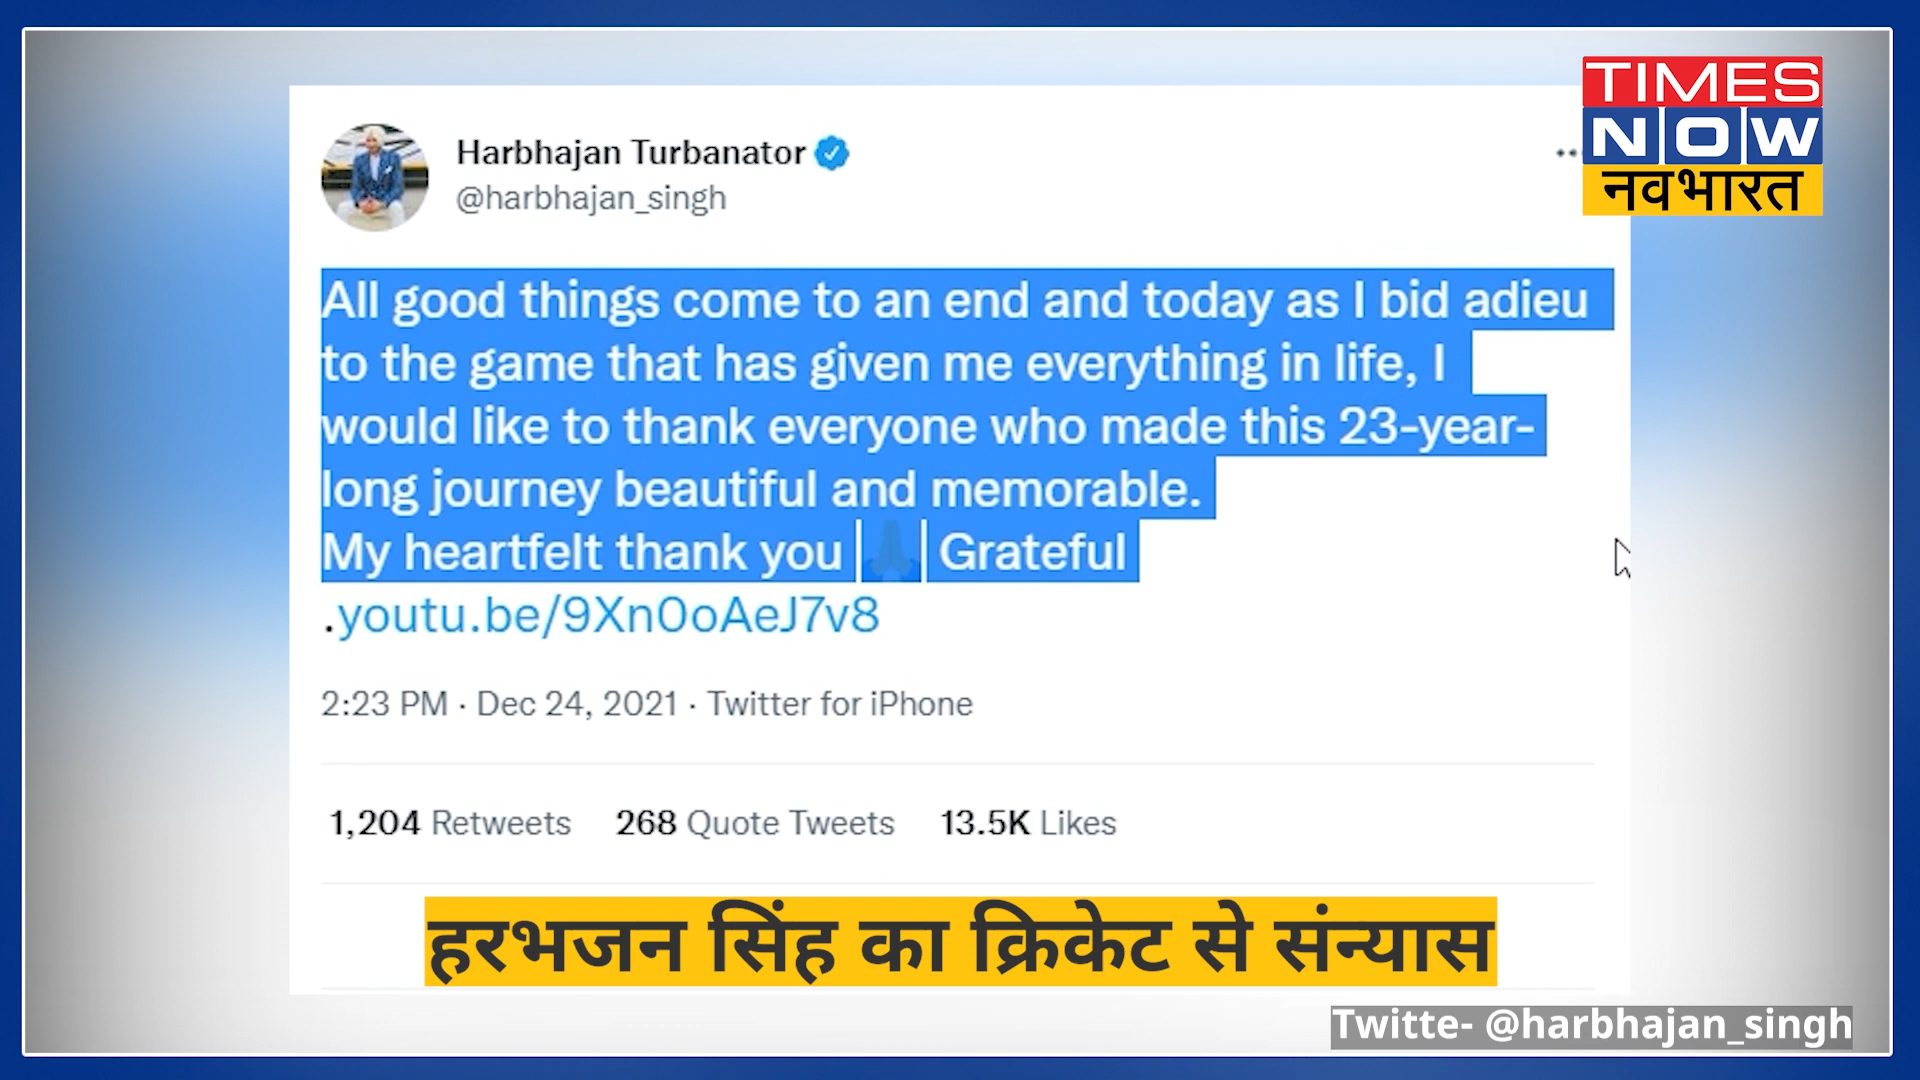 TIMES
NOW
नवभारत
Harbhajan Turbanator
@harbhajan_singh
All good things come to an end and today as I bid adieu
to the game that has given me everything in life, I
would like to thank everyone who made this 23-year-
long journey beautiful and memorable.
My heartfelt thank you 🙏 Grateful
.youtu.be/9Xn0oAeJ7v8
2:23 PM · Dec 24, 2021 · Twitter for iPhone
1,204 Retweets 268 Quote Tweets 13.5K Likes
हरभजन सिंह का क्रिकेट से संन्यास
Twitte- @harbhajan_singh